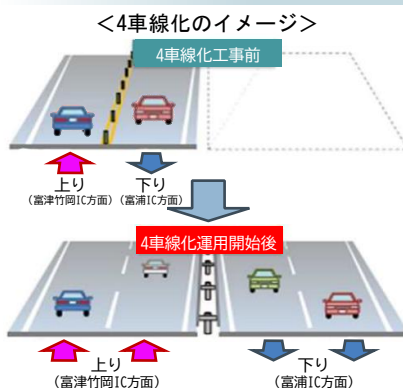 ＜4車線化のイメージ＞
4車線化工事前
上り
（富津竹岡IC方面）
下り
（富浦IC方面）
4車線化運用開始後
上り
（富津竹岡IC方面）
下り
（富浦IC方面）